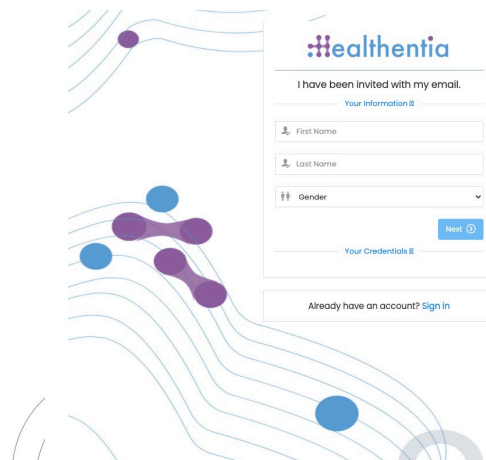 Healthentia
I have been invited with my email.
Your Information
First Name
Last Name
Gender
Next
Your Credentials
Already have an account? Sign in